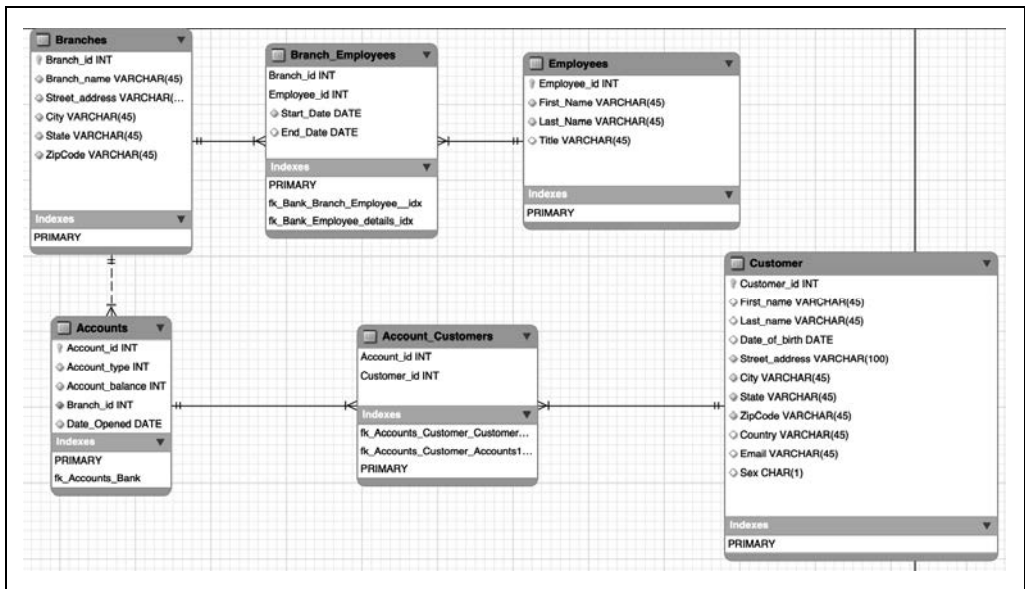 Branches
Branch_id INT
Branch_name VARCHAR(45)
Street_address VARCHAR(...
City VARCHAR(45)
State VARCHAR(45)
ZipCode VARCHAR(45)
Indexes
PRIMARY
Branch_Employees
Branch_id INT
Employee_id INT
Start_Date DATE
End_Date DATE
Indexes
PRIMARY
fk_Bank_Branch_Employee__idx
fk_Bank_Employee_details_idx
Employees
Employee_id INT
First_Name VARCHAR(45)
Last_Name VARCHAR(45)
Title VARCHAR(45)
Indexes
PRIMARY
Accounts
Account_id INT
Account_type INT
Account_balance INT
Branch_id INT
Date_Opened DATE
Indexes
PRIMARY
fk_Accounts_Bank
Account_Customers
Account_id INT
Customer_id INT
Indexes
fk_Accounts_Customer_Customer...
fk_Accounts_Customer_Accounts1...
PRIMARY
Customer
Customer_id INT
First_name VARCHAR(45)
Last_name VARCHAR(45)
Date_of_birth DATE
Street_address VARCHAR(100)
City VARCHAR(45)
State VARCHAR(45)
ZipCode VARCHAR(45)
Country VARCHAR(45)
Email VARCHAR(45)
Sex CHAR(1)
Indexes
PRIMARY